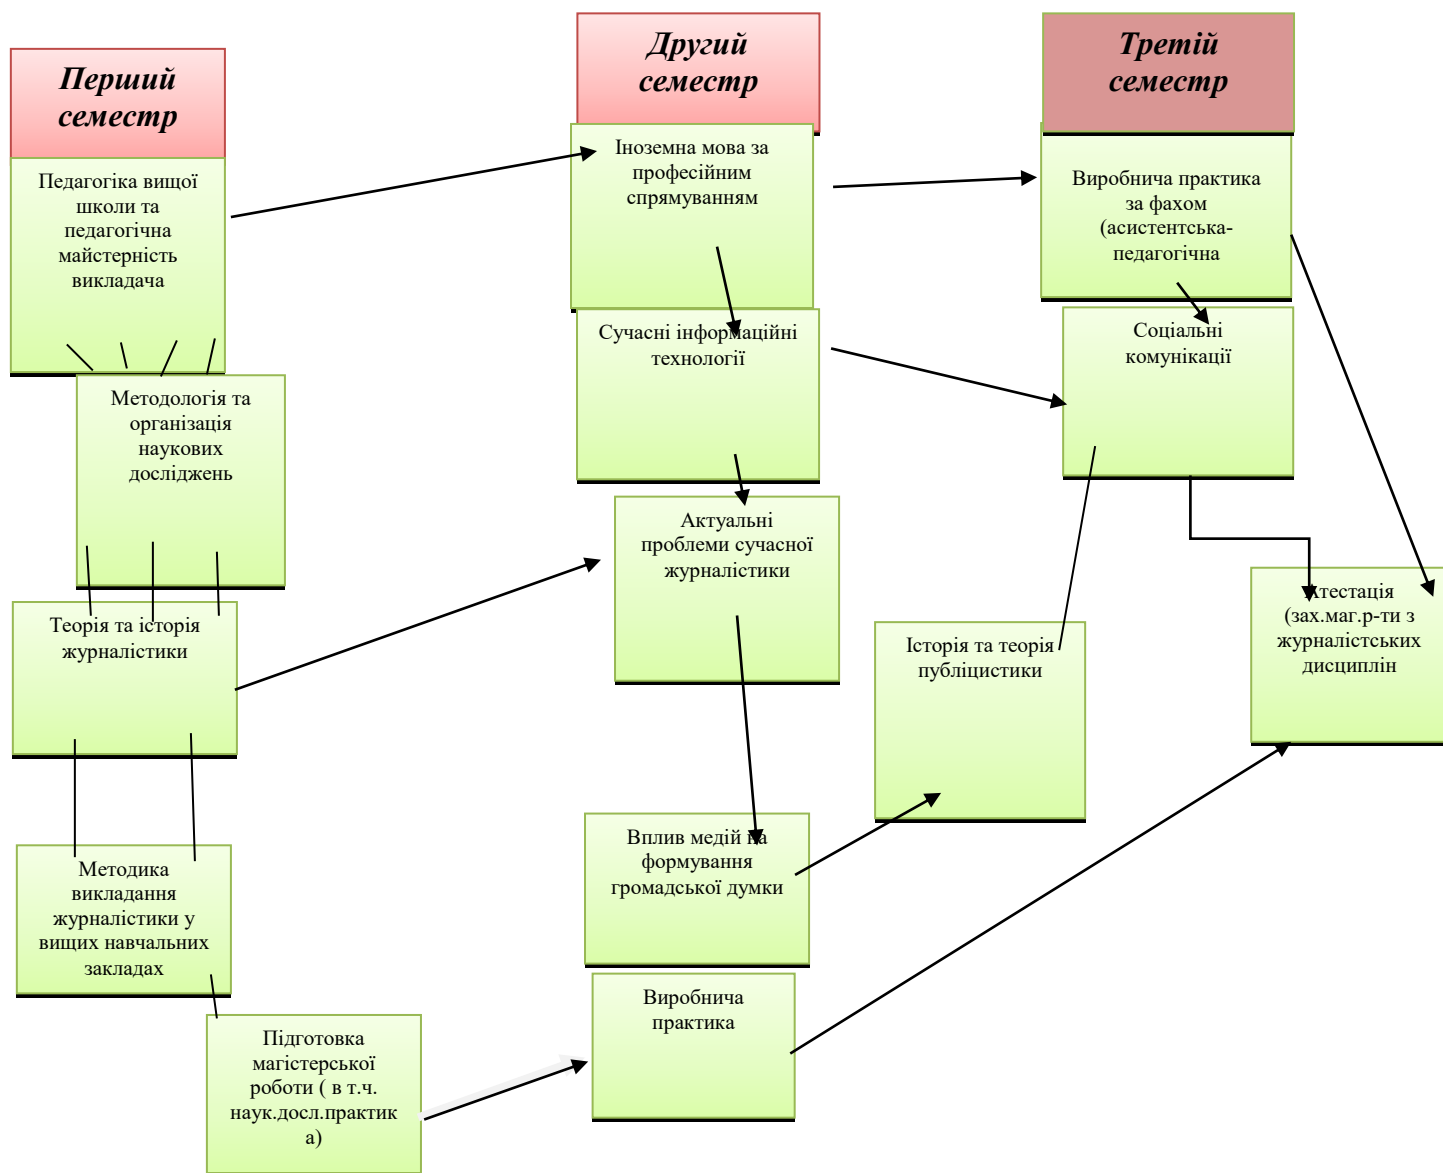 Перший
семестр
Педагогіка вищої
школи та
педагогічна
майстерність
викладача
Методологія та
організація
наукових
досліджень
Теорія та історія
журналістики
Методика
викладання
журналістики у
вищих навчальних
закладах
Підготовка
магістерської
роботи ( в т.ч.
наук.досл.практик
а)
Другий
семестр
Іноземна мова за
професійним
спрямуванням
Сучасні інформаційні
технології
Актуальні
проблеми сучасної
журналістики
Вплив медій на
формування
громадської думки
Виробнича
практика
Третій
семестр
Виробнича практика
за фахом
(асистентська-
педагогічна
Соціальні
комунікації
Історія та теорія
публіцистики
Атестація
(зах.маг.р-ти з
журналістських
дисциплін